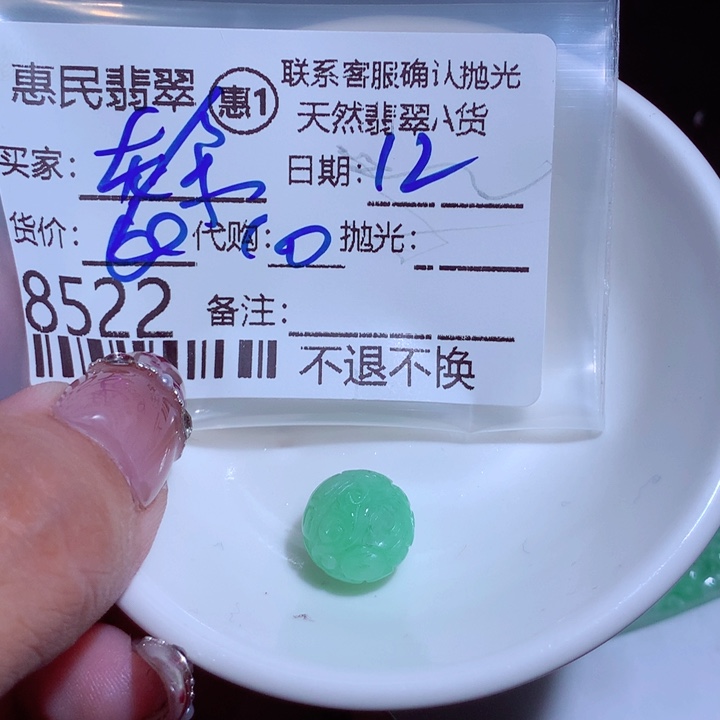 惠民翡翠 惠1 联系客服确认抛光
天然翡翠A货
买家： 日期：12
货价：60 代购：10 抛光：
8522 备注：
不退不换